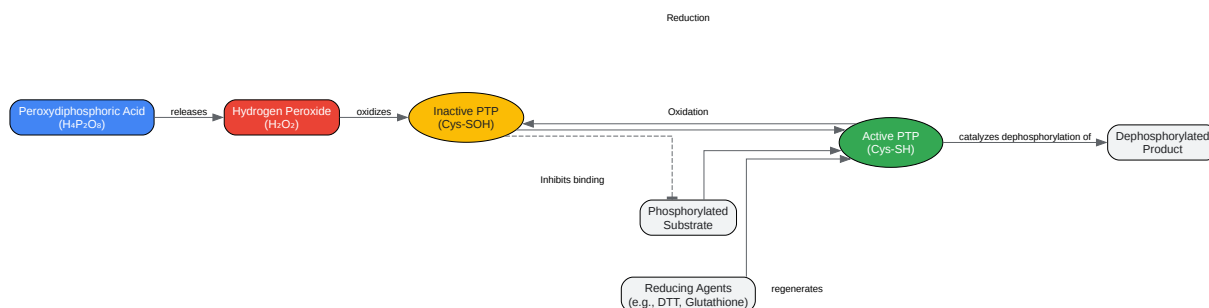 Reduction
Peroxydiphosphoric Acid
(H₄P₂O₈)
releases
Hydrogen Peroxide
(H₂O₂)
oxidizes
Inactive PTP
(Cys-SOH)
Oxidation
Active PTP
(Cys-SH)
catalyzes dephosphorylation of
Dephosphorylated
Product
Inhibits binding
Phosphorylated
Substrate
Reducing Agents
(e.g., DTT, Glutathione)
regenerates